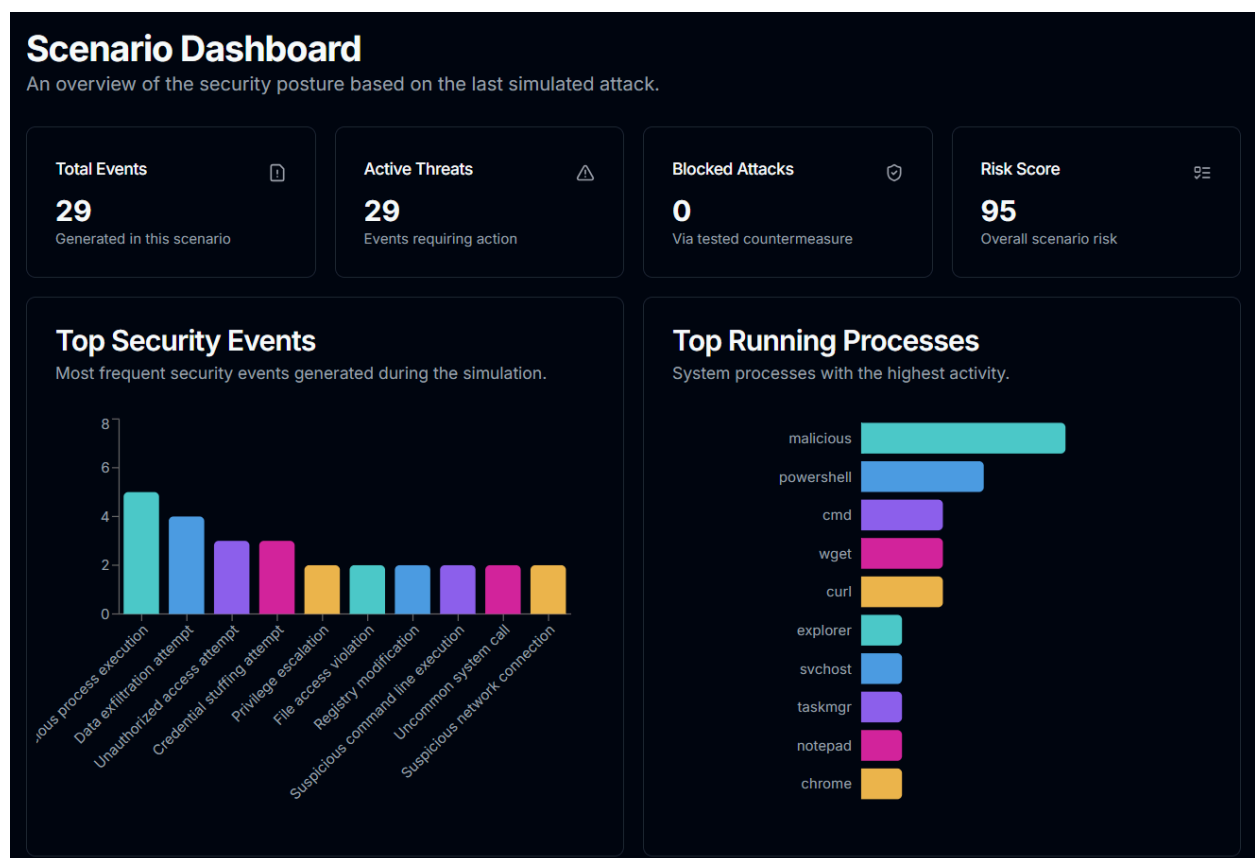 Scenario Dashboard
An overview of the security posture based on the last simulated attack.
Total Events
29
Generated in this scenario
Active Threats
29
Events requiring action
Blocked Attacks
0
Via tested countermeasure
Risk Score
95
Overall scenario risk
Top Security Events
Most frequent security events generated during the simulation.
8
6
4
2
0
process execution
Data exfiltration attempt
Unauthorized access attempt
Credential stuffing attempt
Privilege escalation
File access violation
Registry modification
Suspicious command line execution
Uncommon system call
Suspicious network connection
Top Running Processes
System processes with the highest activity.
malicious
powershell
cmd
wget
curl
explorer
svchost
taskmgr
notepad
chrome